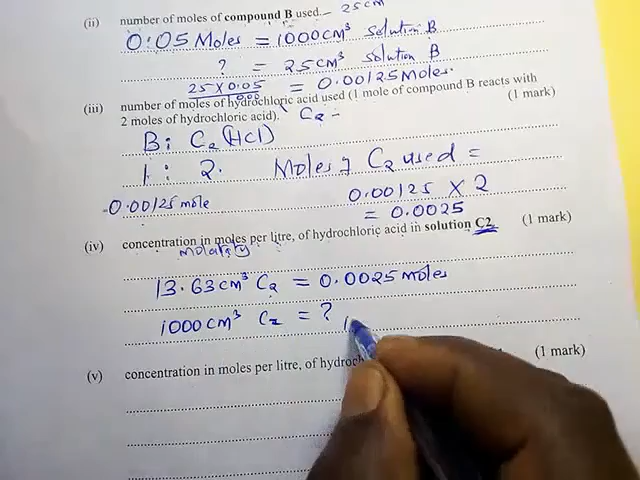 25cm
(ii) number of moles of compound B used.
0.05 Moles = 1000cm³ solution B
? = 25cm³ solution B
25 X 0.05 = 0.00125 Moles.
(iii) number of moles of hydrochloric acid used (1 mole of compound B reacts with
2 moles of hydrochloric acid). C2 = (1 mark)
B : C2 (HCl)
1 : 2. Moles of C2 used =
0.00125 mole 0.00125 X 2
= 0.0025
(iv) concentration in moles per litre, of hydrochloric acid in solution C2 (1 mark)
molarity
13.63cm³ C2 = 0.0025 moles
1000cm³ C2 = ?
(v) concentration in moles per litre, of hydroch (1 mark)